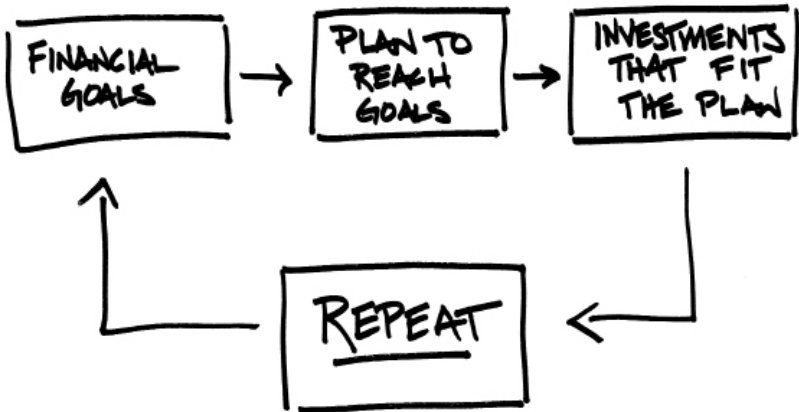 FINANCIAL
GOALS
PLAN TO
REACH
GOALS
INVESTMENTS
THAT FIT
THE PLAN
REPEAT